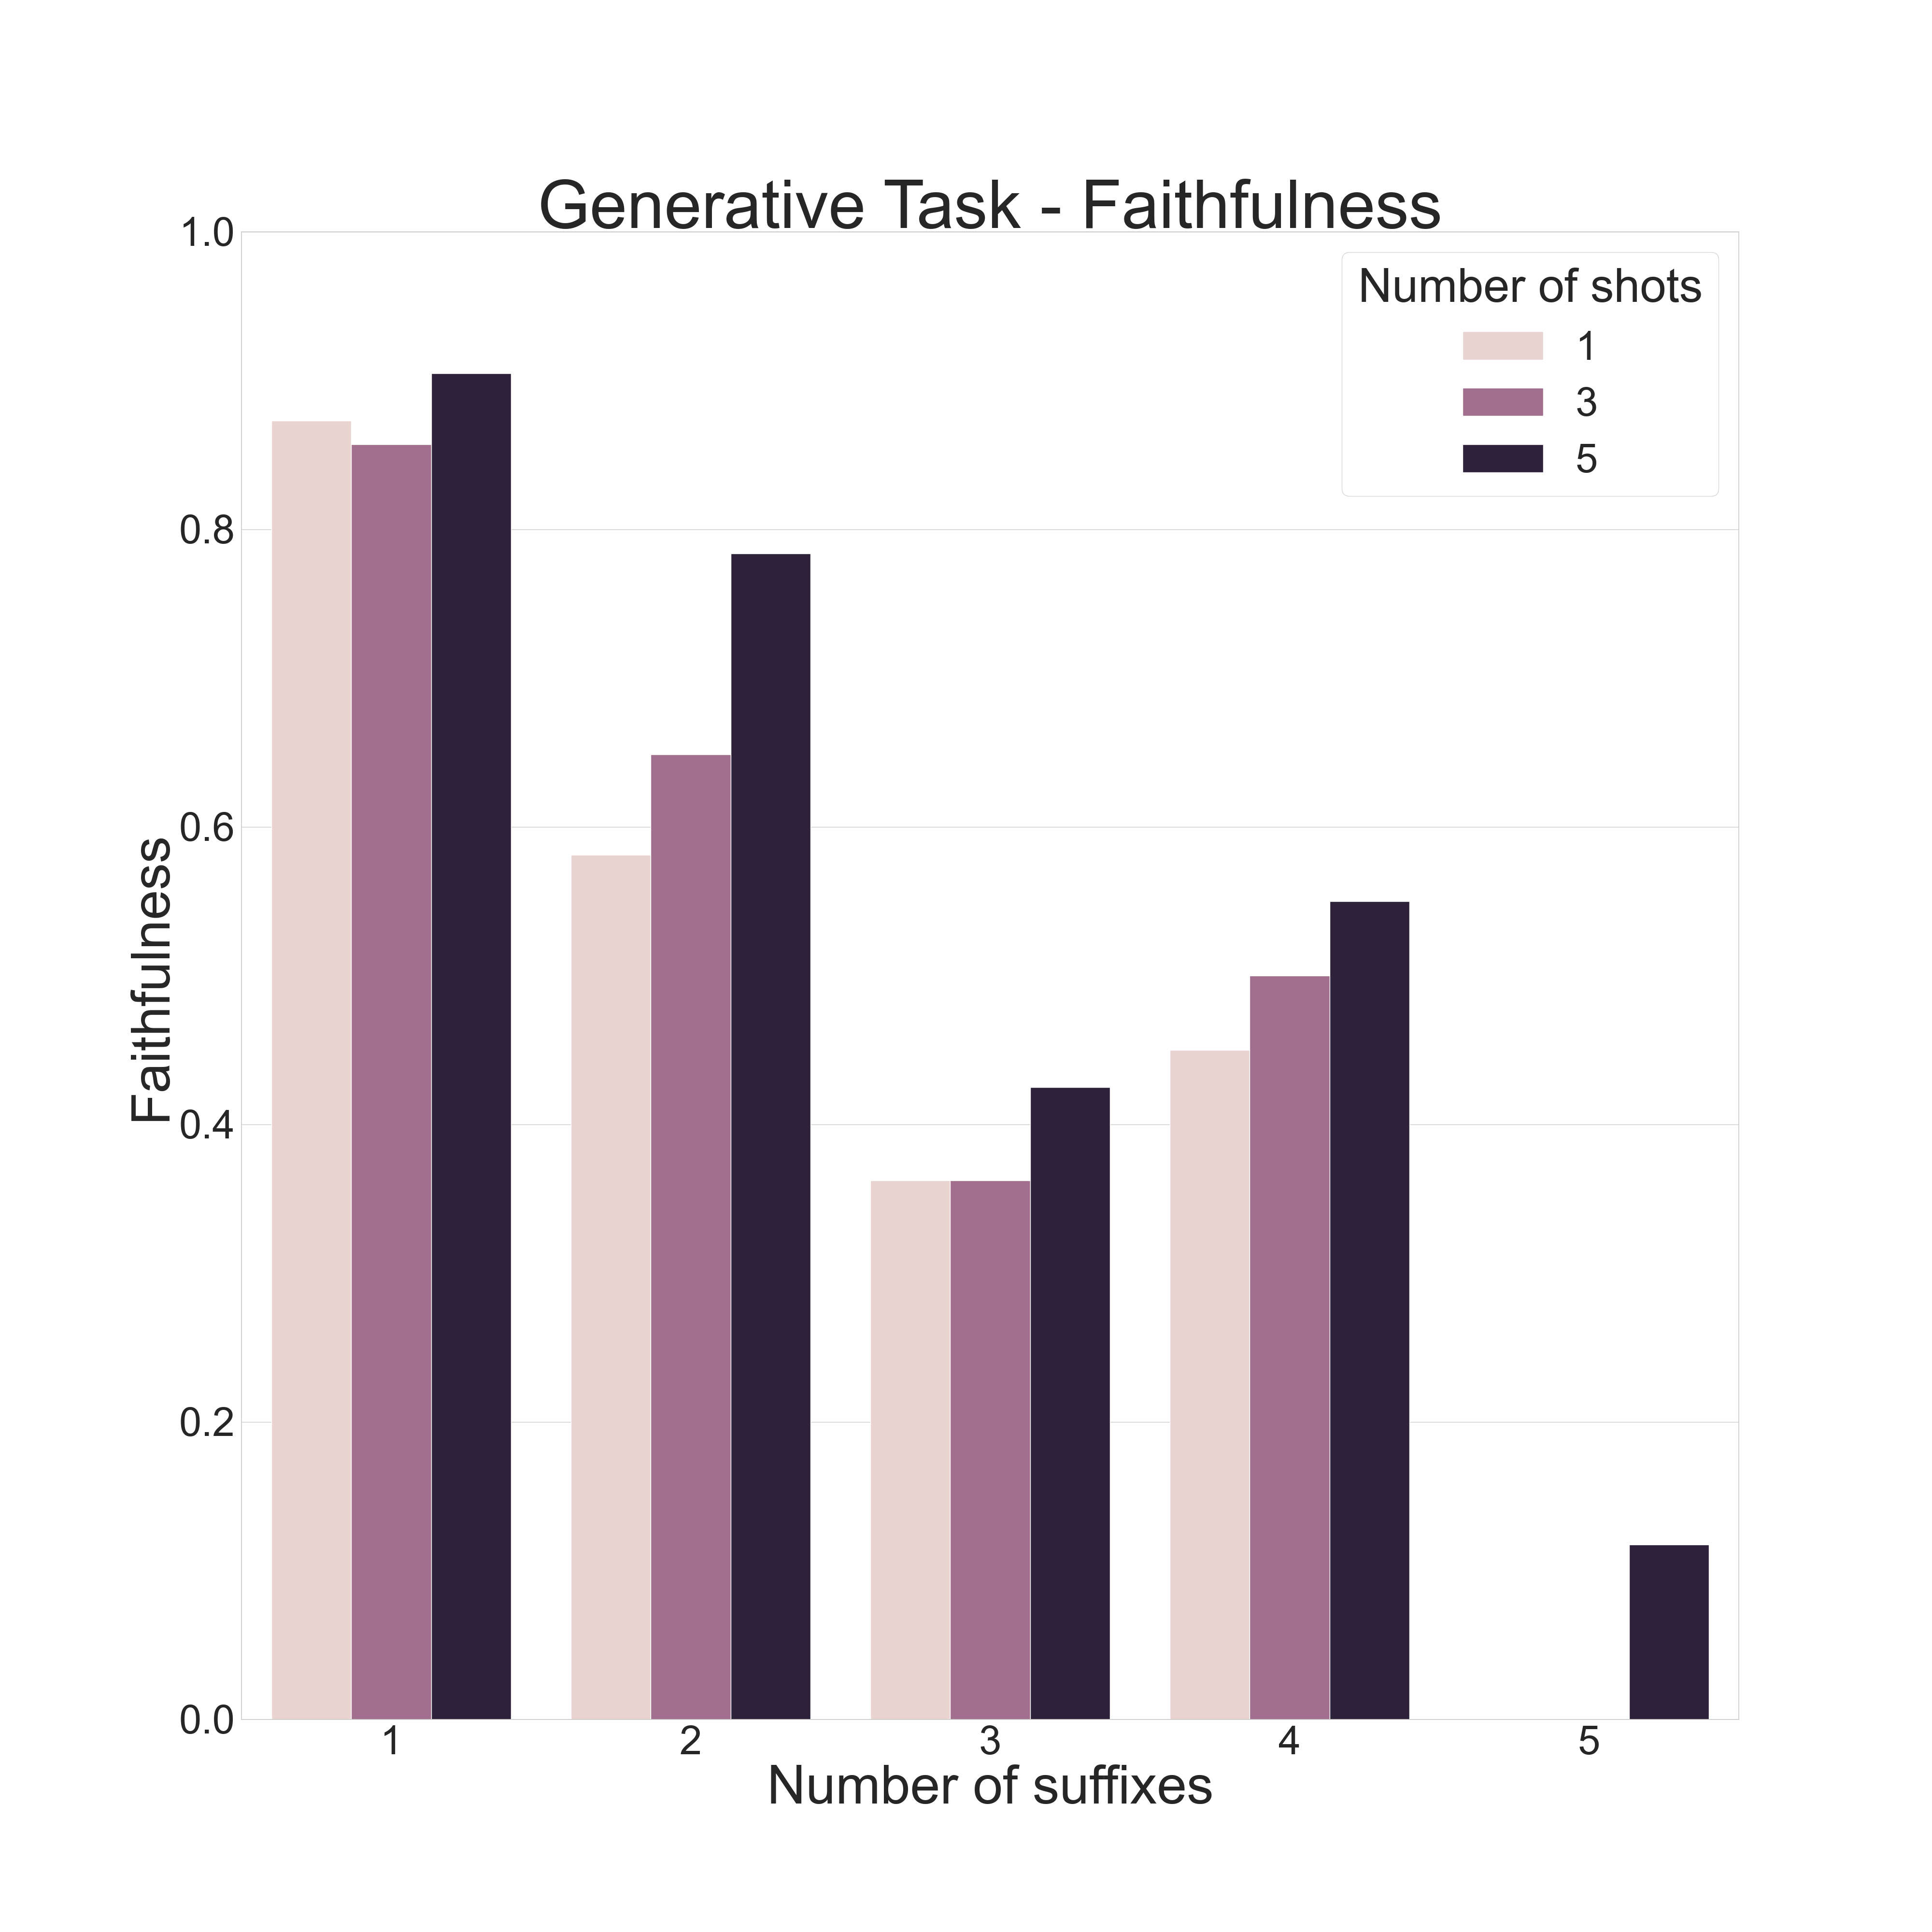 Generative Task - Faithfulness
1.0
0.8
0.6
0.4
0.2
0.0
Faithfulness
Number of shots
1
3
5
1 2 3 4 5
Number of suffixes